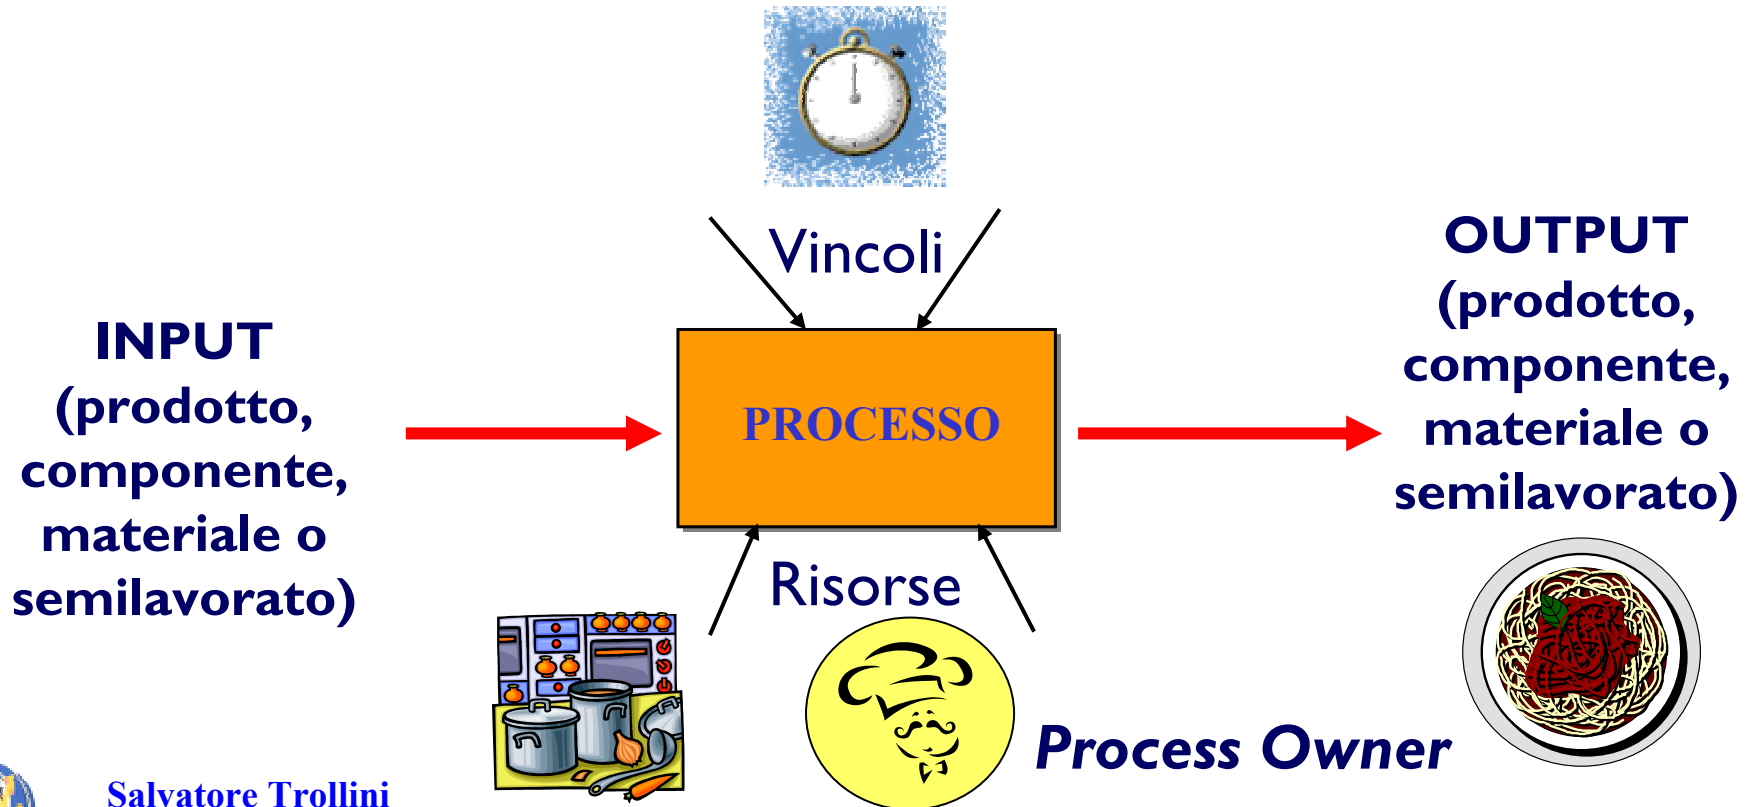 Vincoli
INPUT
(prodotto,
componente,
materiale o
semilavorato)
PROCESSO
OUTPUT
(prodotto,
componente,
materiale o
semilavorato)
Risorse
Process Owner
Salvatore Trollini